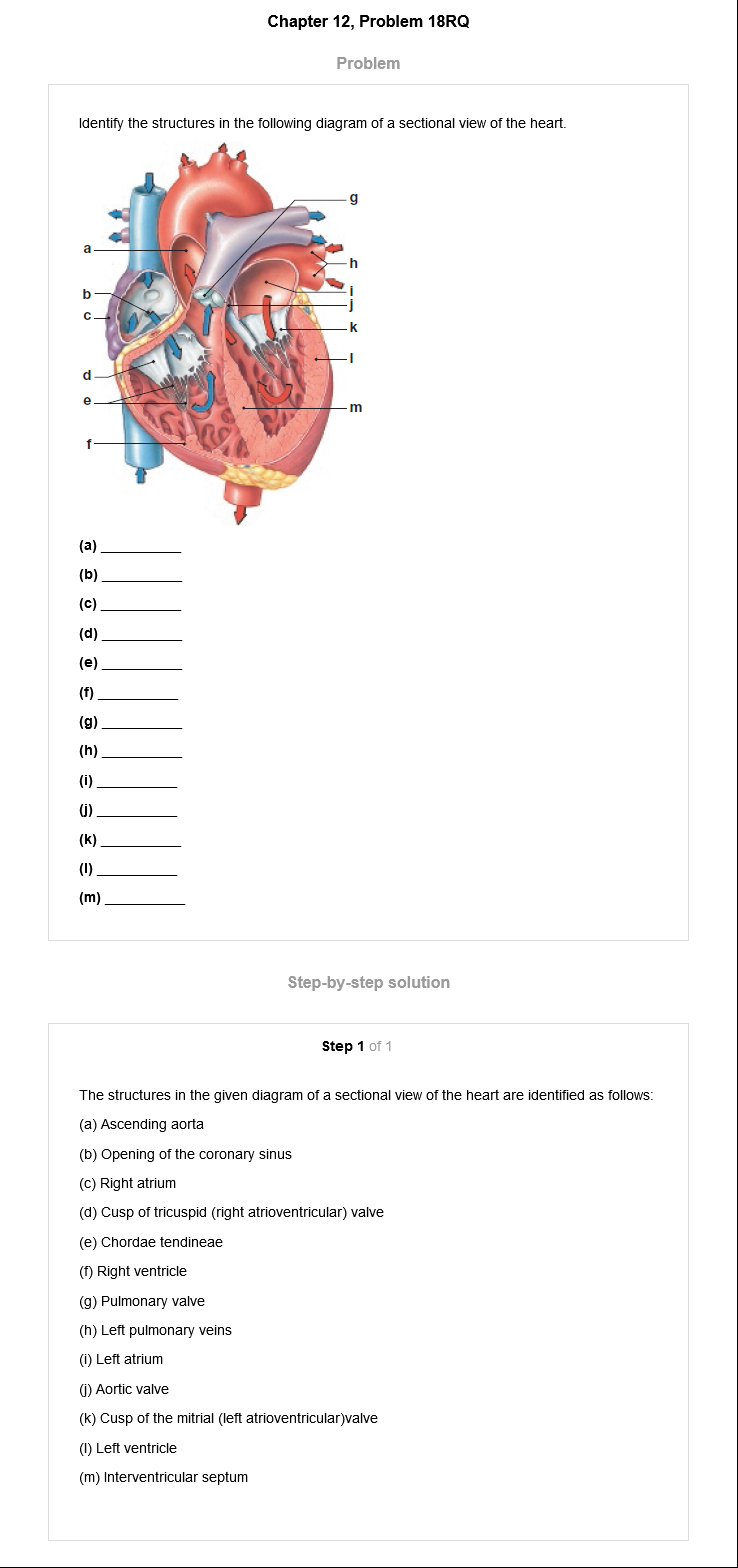 Chapter 12, Problem 18RQ
Problem
Identify the structures in the following diagram of a sectional view of the heart.
g
a
h
b
i
j
c
k
l
d
e
m
f
(a) __________
(b) __________
(c) __________
(d) __________
(e) __________
(f) __________
(g) __________
(h) __________
(i) __________
(j) __________
(k) __________
(l) __________
(m) __________
Step-by-step solution
Step 1 of 1
The structures in the given diagram of a sectional view of the heart are identified as follows:
(a) Ascending aorta
(b) Opening of the coronary sinus
(c) Right atrium
(d) Cusp of tricuspid (right atrioventricular) valve
(e) Chordae tendineae
(f) Right ventricle
(g) Pulmonary valve
(h) Left pulmonary veins
(i) Left atrium
(j) Aortic valve
(k) Cusp of the mitrial (left atrioventricular)valve
(l) Left ventricle
(m) Interventricular septum